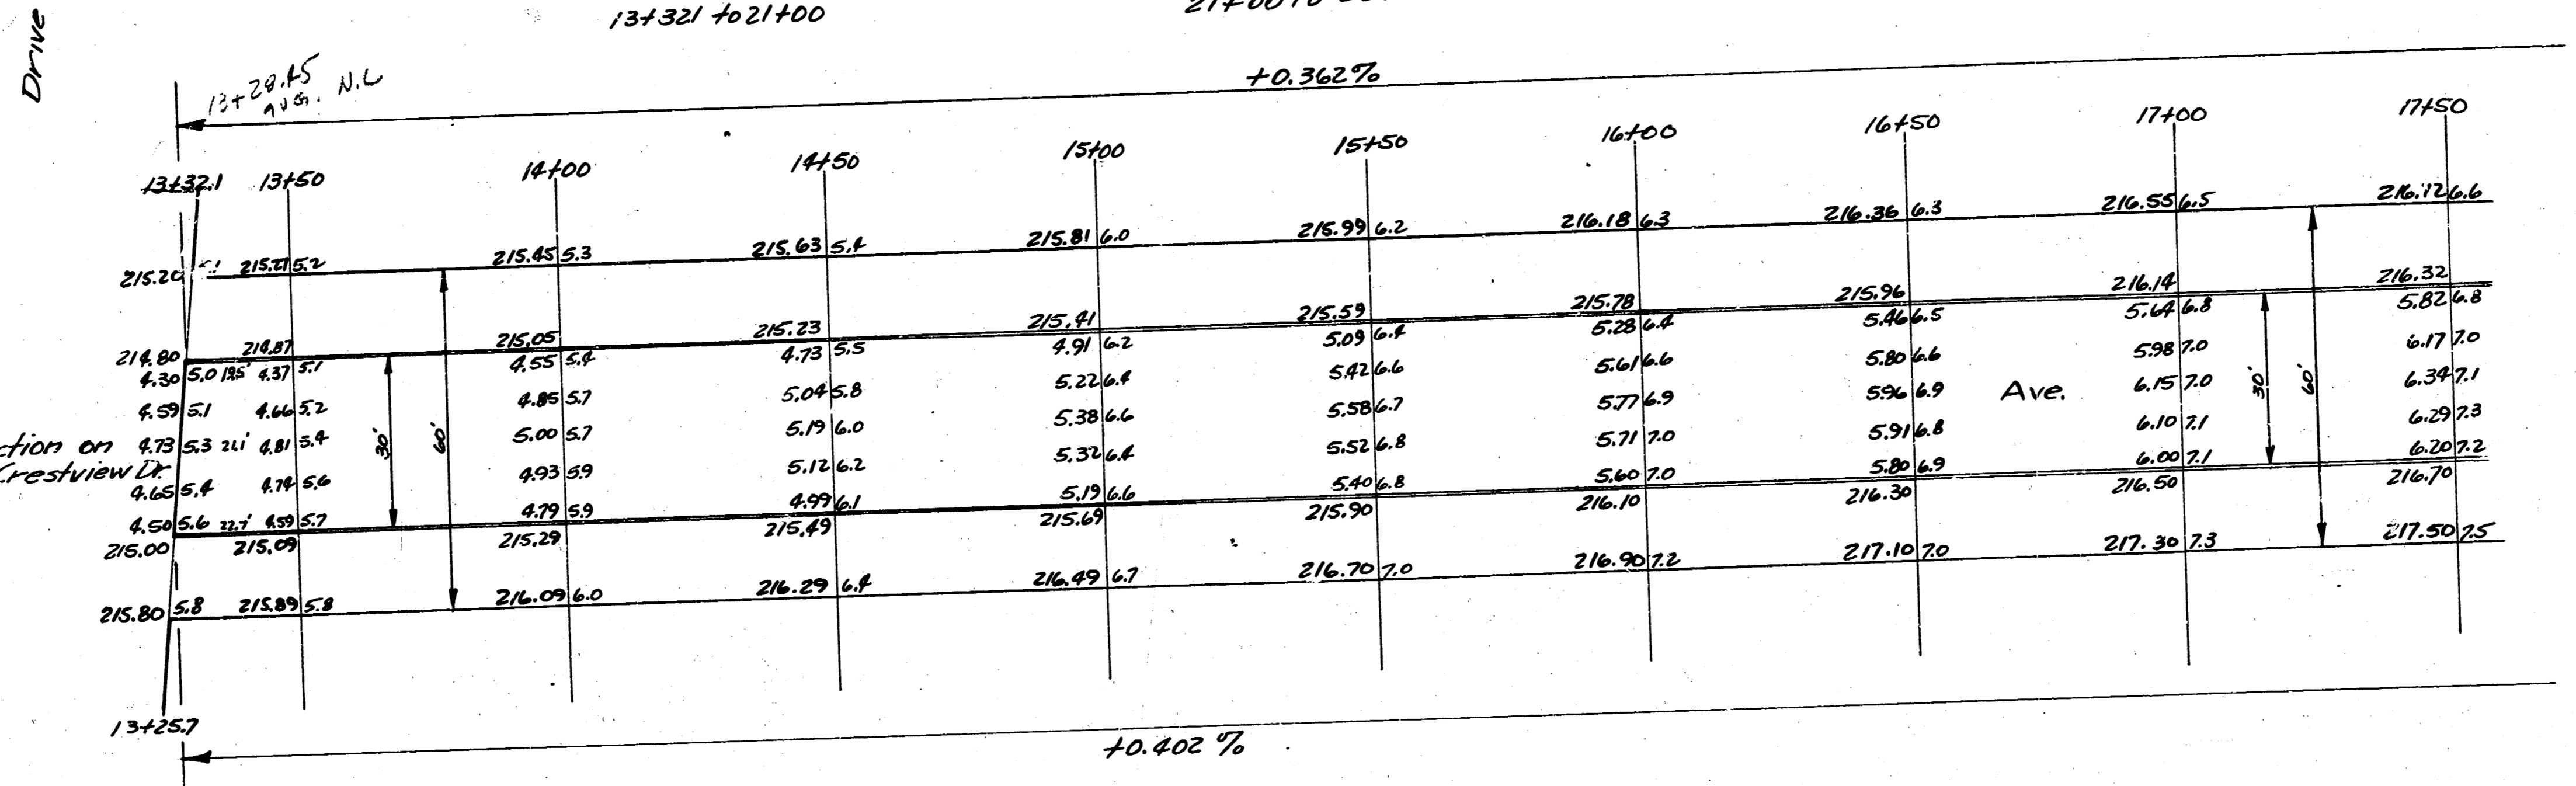 Drive
13+321 to 21+00
13+28.45
avg. N.L
+0.362%
13+32.1 13+50 14+00 14+50 15+00 15+50 16+00 16+50 17+00 17+50
215.20 215.27 5.2 215.45 5.3 215.63 5.4 215.81 6.0 215.99 6.2 216.18 6.3 216.36 6.3 216.55 6.5 216.72 6.6
214.80 214.87 215.05 215.23 215.41 215.59 215.78 215.96 216.14 216.32
4.30 5.0 19.5' 4.37 5.1 4.55 5.4 4.73 5.5 4.91 6.2 5.09 6.4 5.28 6.4 5.46 6.5 5.64 6.8 5.82 6.8
4.59 5.1 4.66 5.2 4.85 5.7 5.04 5.8 5.22 6.4 5.42 6.6 5.61 6.6 5.80 6.6 5.98 7.0 6.17 7.0
ction on 4.73 5.3 21.1' 4.81 5.4 30' 60' 5.00 5.7 5.19 6.0 5.38 6.6 5.58 6.7 5.77 6.9 5.96 6.9 Ave. 6.15 7.0 30' 60' 6.34 7.1
Crestview Dr. 4.65 5.4 4.74 5.6 4.93 5.9 5.12 6.2 5.32 6.4 5.52 6.8 5.71 7.0 5.91 6.8 6.10 7.1 6.29 7.3
4.50 5.6 22.7' 4.59 5.7 4.79 5.9 4.99 6.1 5.19 6.6 5.40 6.8 5.60 7.0 5.80 6.9 6.00 7.1 6.20 7.2
215.00 215.09 215.29 215.49 215.69 215.90 216.10 216.30 216.50 216.70
215.80 5.8 215.89 5.8 216.09 6.0 216.29 6.4 216.49 6.7 216.70 7.0 216.90 7.2 217.10 7.0 217.30 7.3 217.50 7.5
13+25.7
+0.402 %